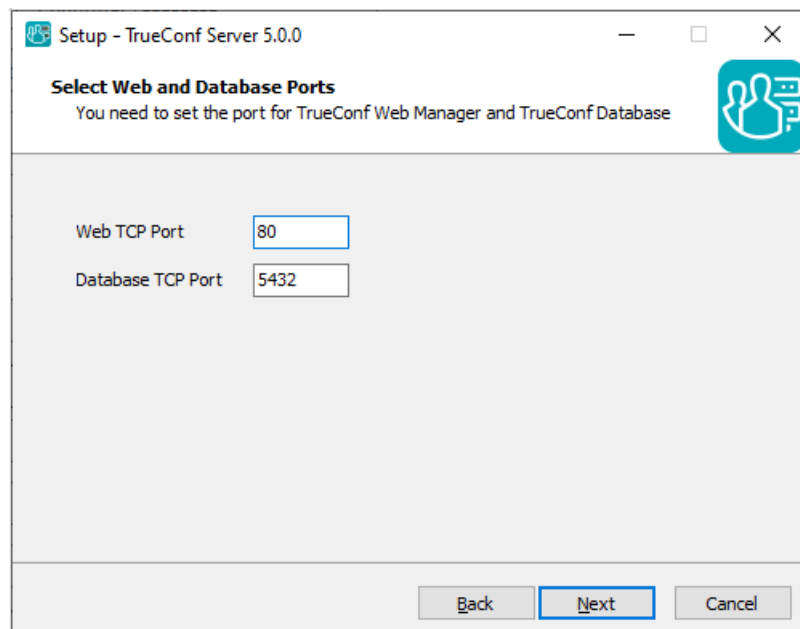 Setup - TrueConf Server 5.0.0
Select Web and Database Ports
You need to set the port for TrueConf Web Manager and TrueConf Database
Web TCP Port 80
Database TCP Port 5432
Back Next Cancel